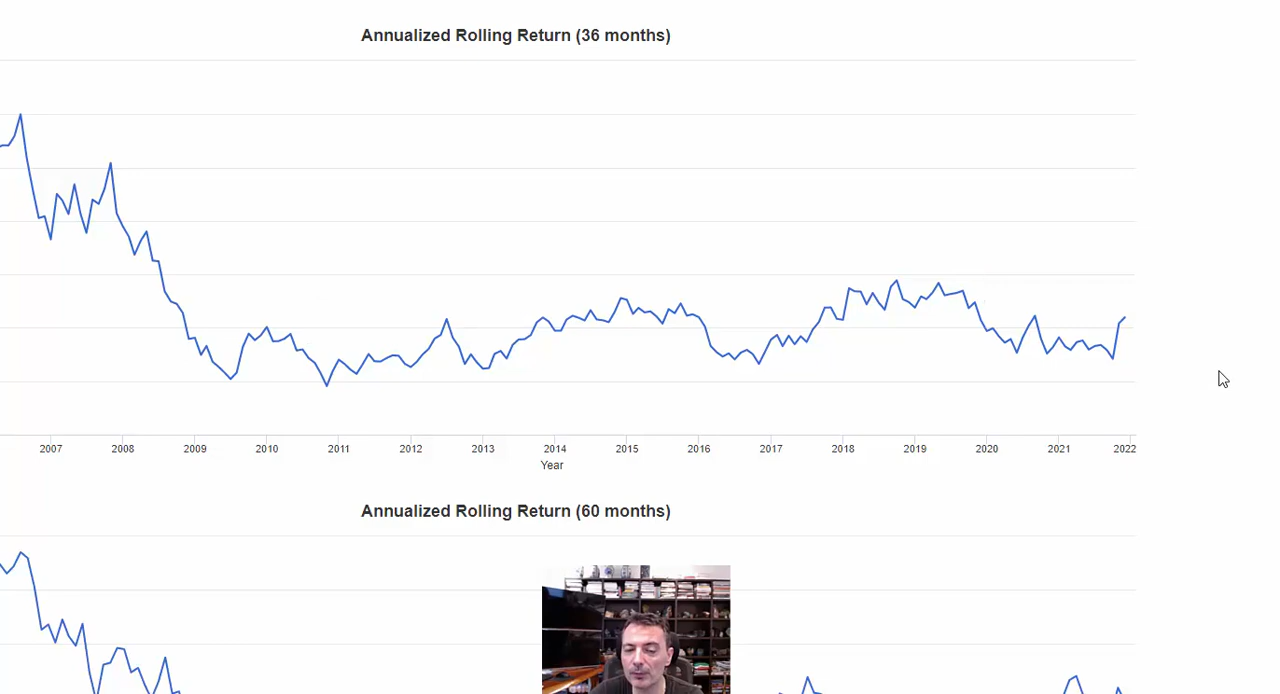 Annualized Rolling Return (36 months)
2007 2008 2009 2010 2011 2012 2013 2014 2015 2016 2017 2018 2019 2020 2021 2022
Year
Annualized Rolling Return (60 months)